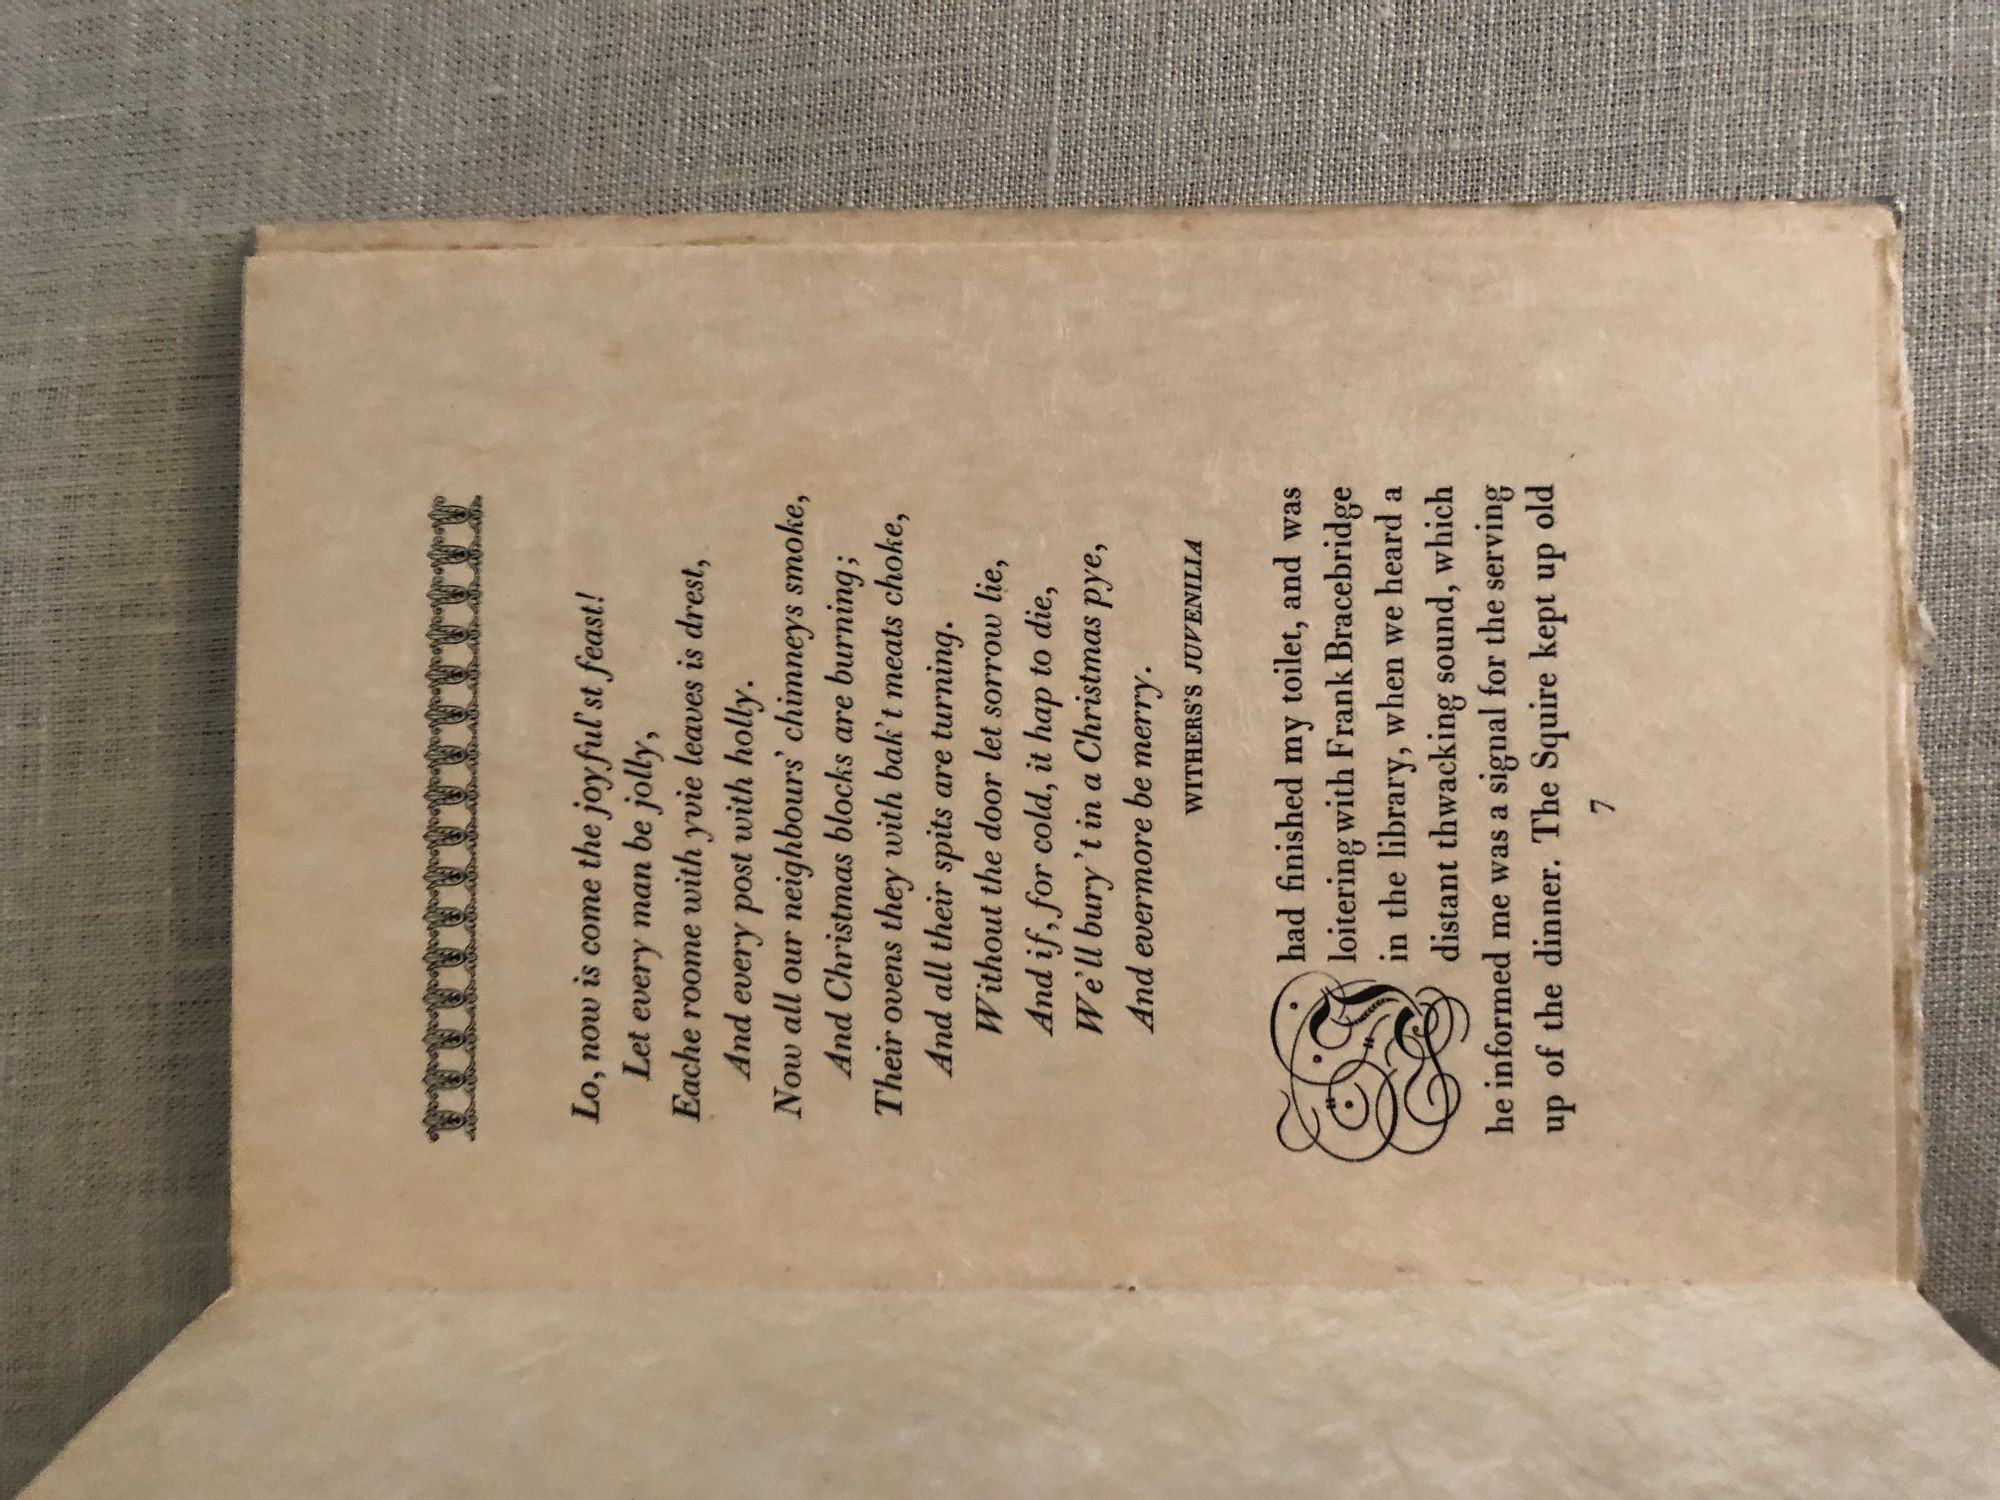 Lo, now is come the joyful'st feast!
Let every man be jolly,
Eache roome with yvie leaves is drest,
And every post with holly.
Now all our neighbours' chimneys smoke,
And Christmas blocks are burning;
Their ovens they with bak't meats choke,
And all their spits are turning.
Without the door let sorrow lie,
And if, for cold, it hap to die,
We'll bury 't in a Christmas pye,
And evermore be merry.
WITHERS'S JUVENILIA
I had finished my toilet, and was
loitering with Frank Bracebridge
in the library, when we heard a
distant thwacking sound, which
he informed me was a signal for the serving
up of the dinner. The Squire kept up old
7